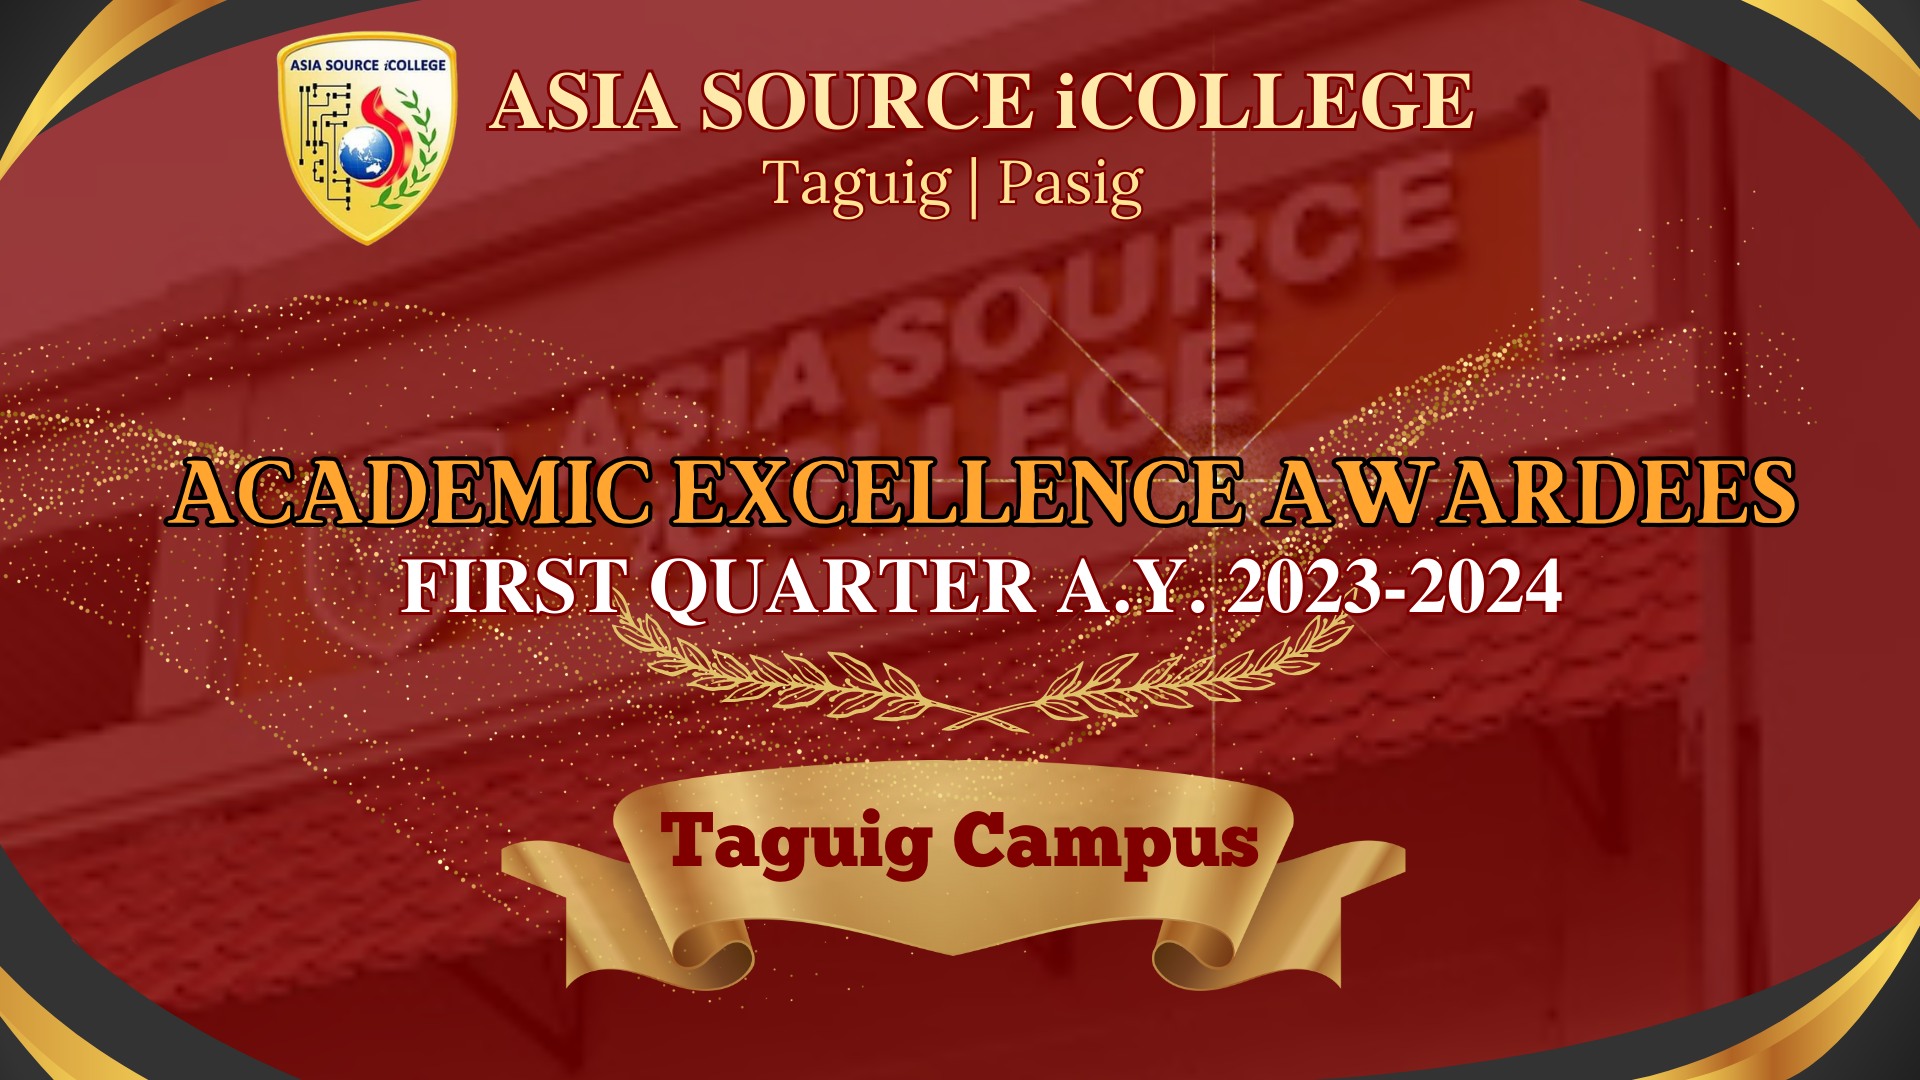 ASIA SOURCE iCOLLEGE
ASIA SOURCE iCOLLEGE
Taguig | Pasig
ASIA SOURCE
COLLEGE
ACADEMIC EXCELLENCE AWARDEES
FIRST QUARTER A.Y. 2023-2024
Taguig Campus